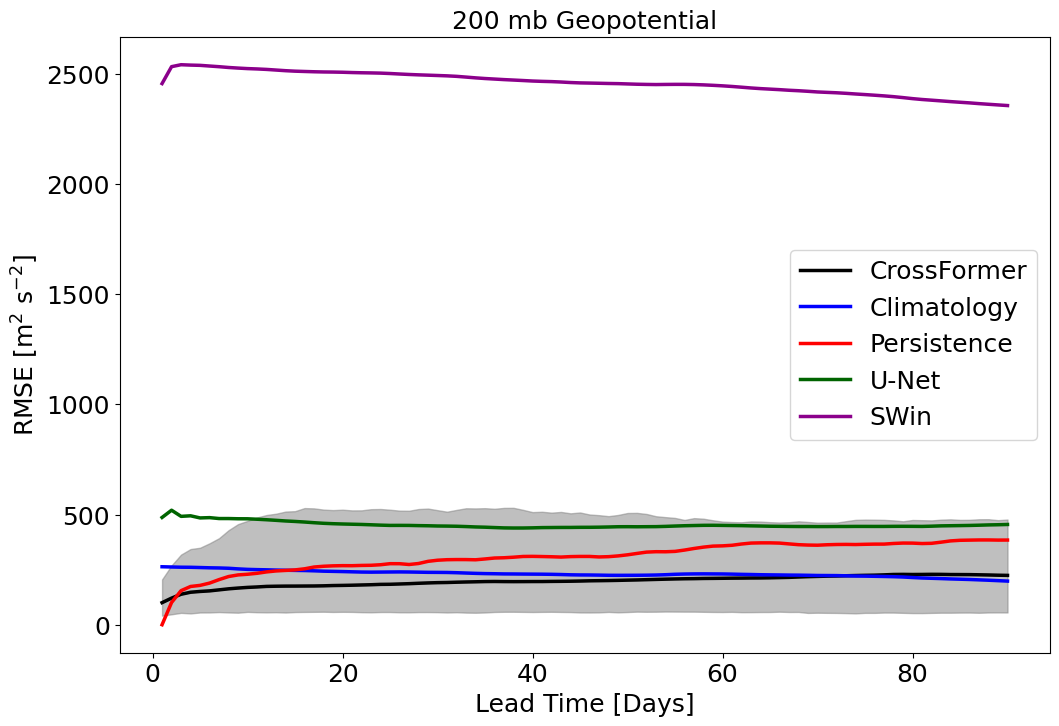 200 mb Geopotential
RMSE [m² s⁻²]
2500
2000
1500
1000
500
0
CrossFormer
Climatology
Persistence
U-Net
SWin
0 20 40 60 80
Lead Time [Days]